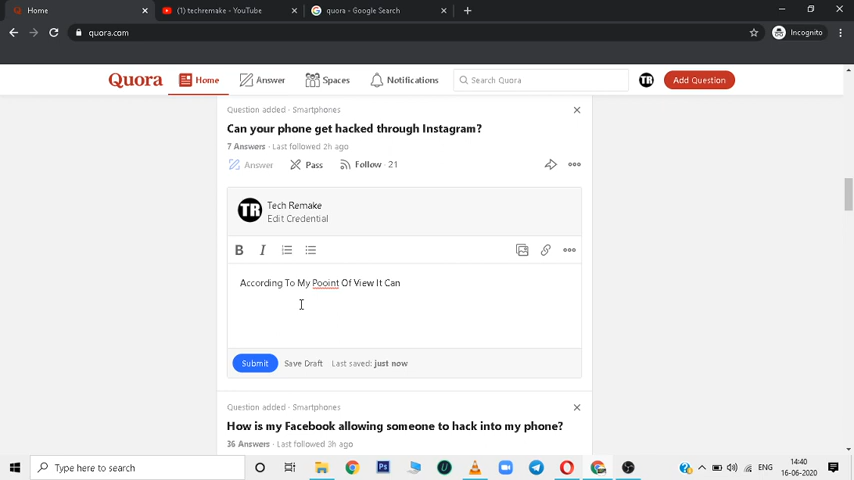 Home
(1) techremake - YouTube
quora - Google Search
quora.com
Incognito
Quora
Home
Answer
Spaces
Notifications
Search Quora
TR
Add Question
Question added · Smartphones
Can your phone get hacked through Instagram?
7 Answers · Last followed 2h ago
Answer
Pass
Follow · 21
TR
Tech Remake
Edit Credential
B
I
According To My Pooint Of View It Can
Submit
Save Draft
Last saved: just now
Question added · Smartphones
How is my Facebook allowing someone to hack into my phone?
36 Answers · Last followed 3h ago
Type here to search
Ps
ENG
14:40
16-06-2020